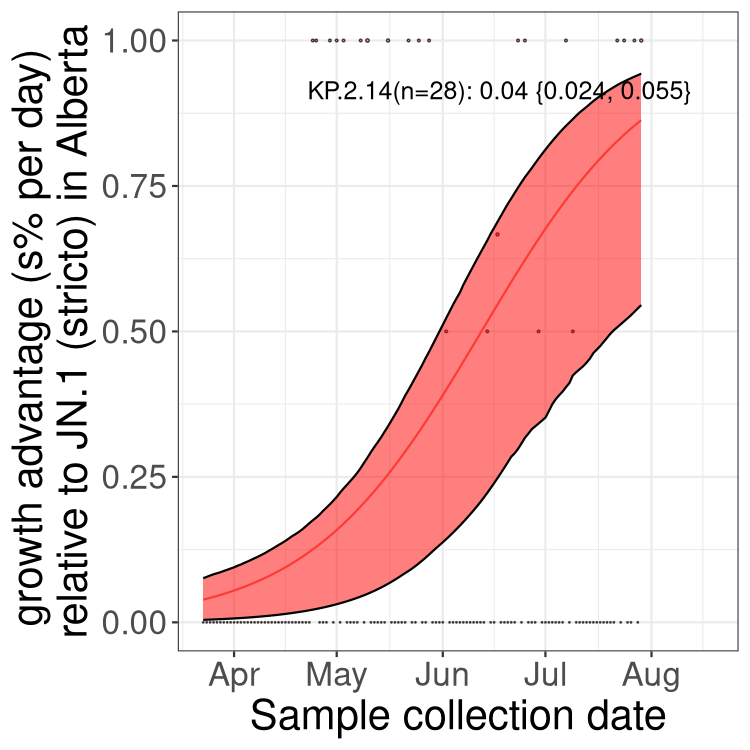 growth advantage (s% per day)
relative to JN.1 (stricto) in Alberta
1.00
0.75
0.50
0.25
0.00
KP.2.14(n=28): 0.04 {0.024, 0.055}
Apr May Jun Jul Aug
Sample collection date